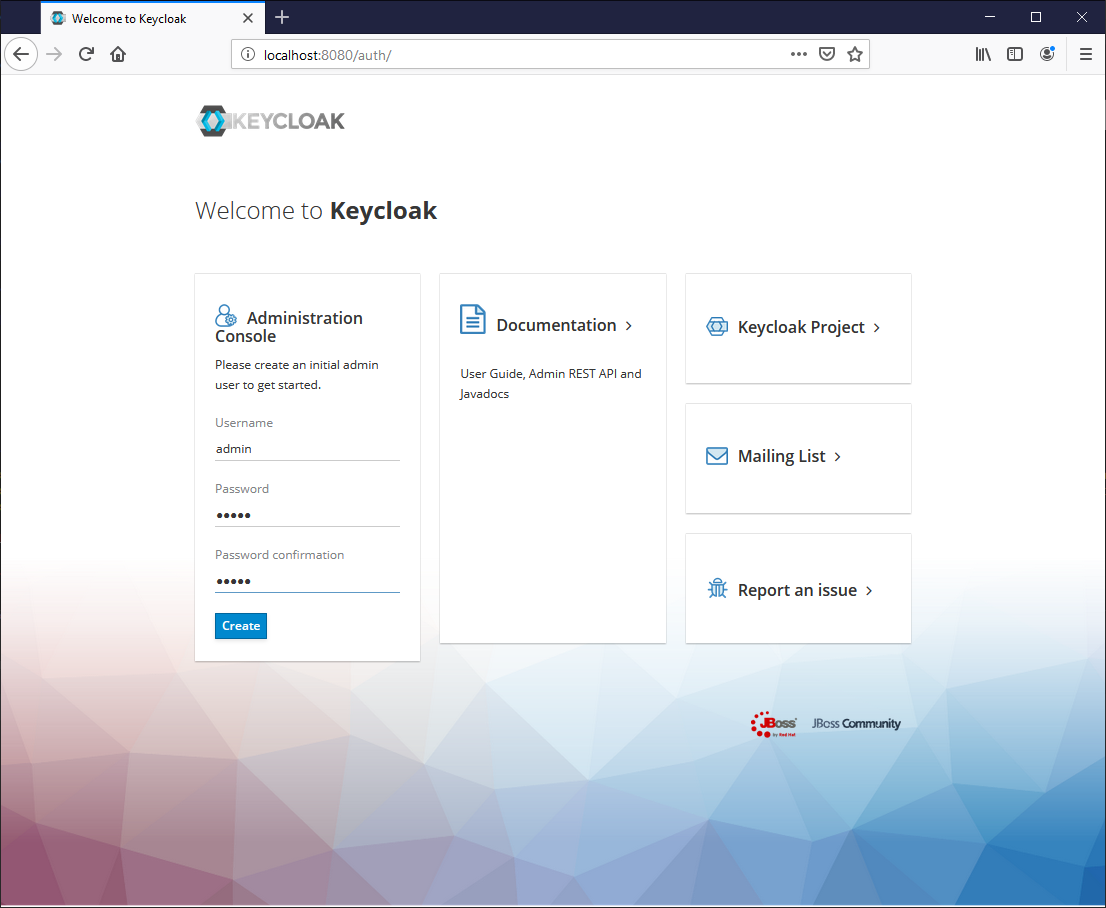 Welcome to Keycloak
localhost:8080/auth/
KEYCLOAK
Welcome to Keycloak
Administration
Console
Please create an initial admin
user to get started.
Username
admin
Password
•••••
Password confirmation
•••••
Create
Documentation
User Guide, Admin REST API and
Javadocs
Keycloak Project
Mailing List
Report an issue
JBoss
by Red Hat
JBoss Community